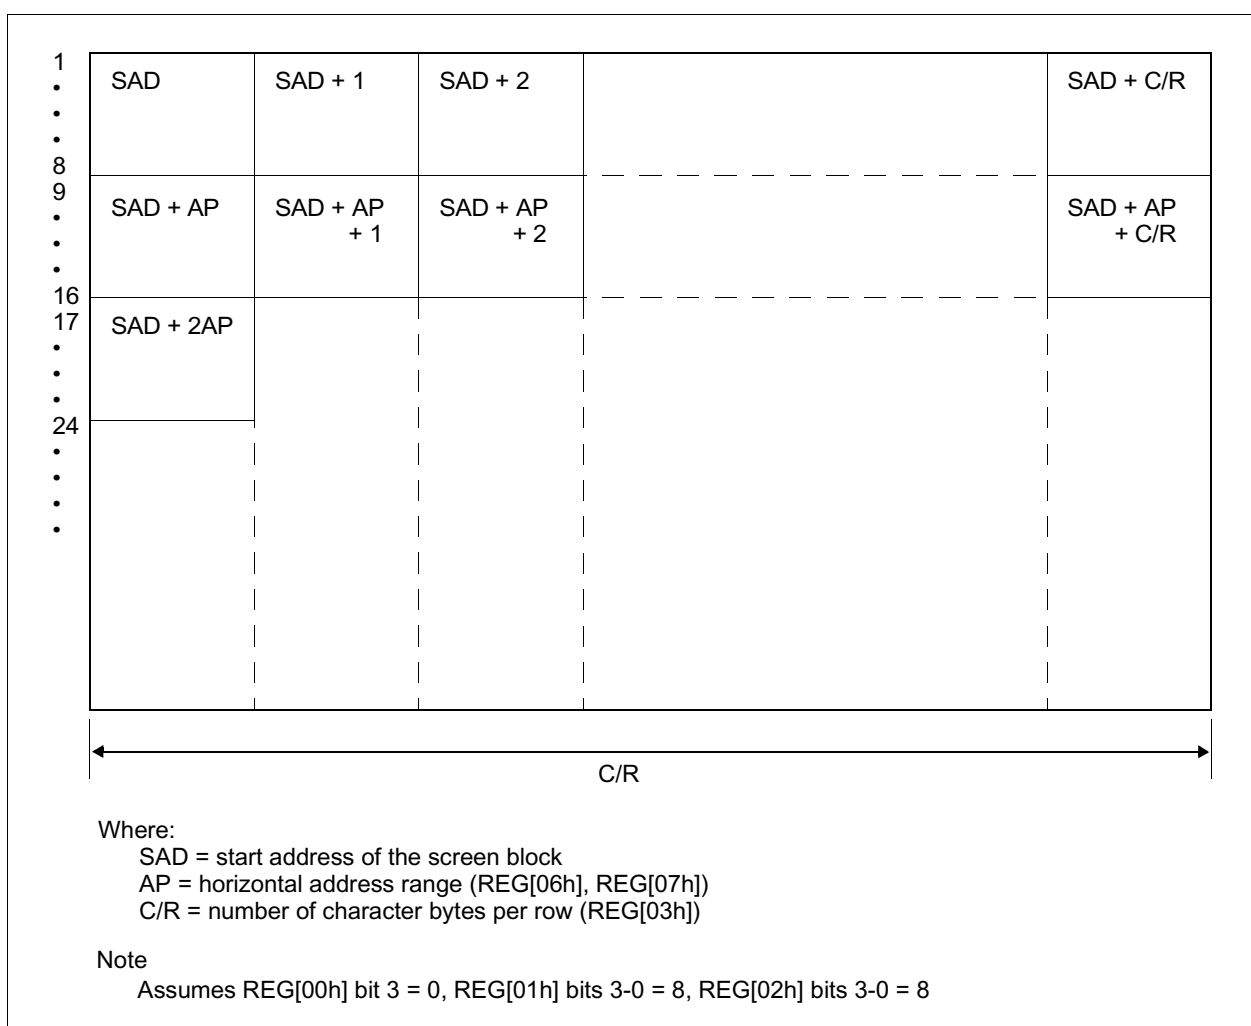 1
•
•
•
8
SAD
SAD + 1
SAD + 2
SAD + C/R
9
•
•
•
16
SAD + AP
SAD + AP
+ 1
SAD + AP
+ 2
SAD + AP
+ C/R
17
•
•
•
24
SAD + 2AP
•
•
•
•
C/R
Where:
SAD = start address of the screen block
AP = horizontal address range (REG[06h], REG[07h])
C/R = number of character bytes per row (REG[03h])
Note
Assumes REG[00h] bit 3 = 0, REG[01h] bits 3-0 = 8, REG[02h] bits 3-0 = 8